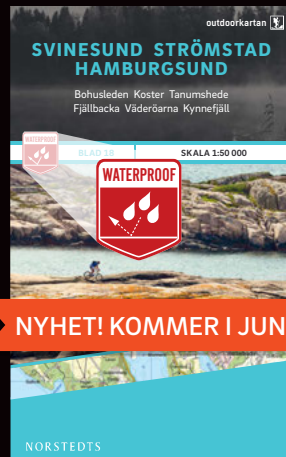 outdoorkartan
SVINESUND STRÖMSTAD
HAMBURGSUND
Bohusleden Koster Tanumshede
Fjällbacka Väderöarna Kynnefjäll
WATERPROOF
BLAD 18
SKALA 1:50 000
WATERPROOF
NYHET! KOMMER I JUN
NORSTEDTS